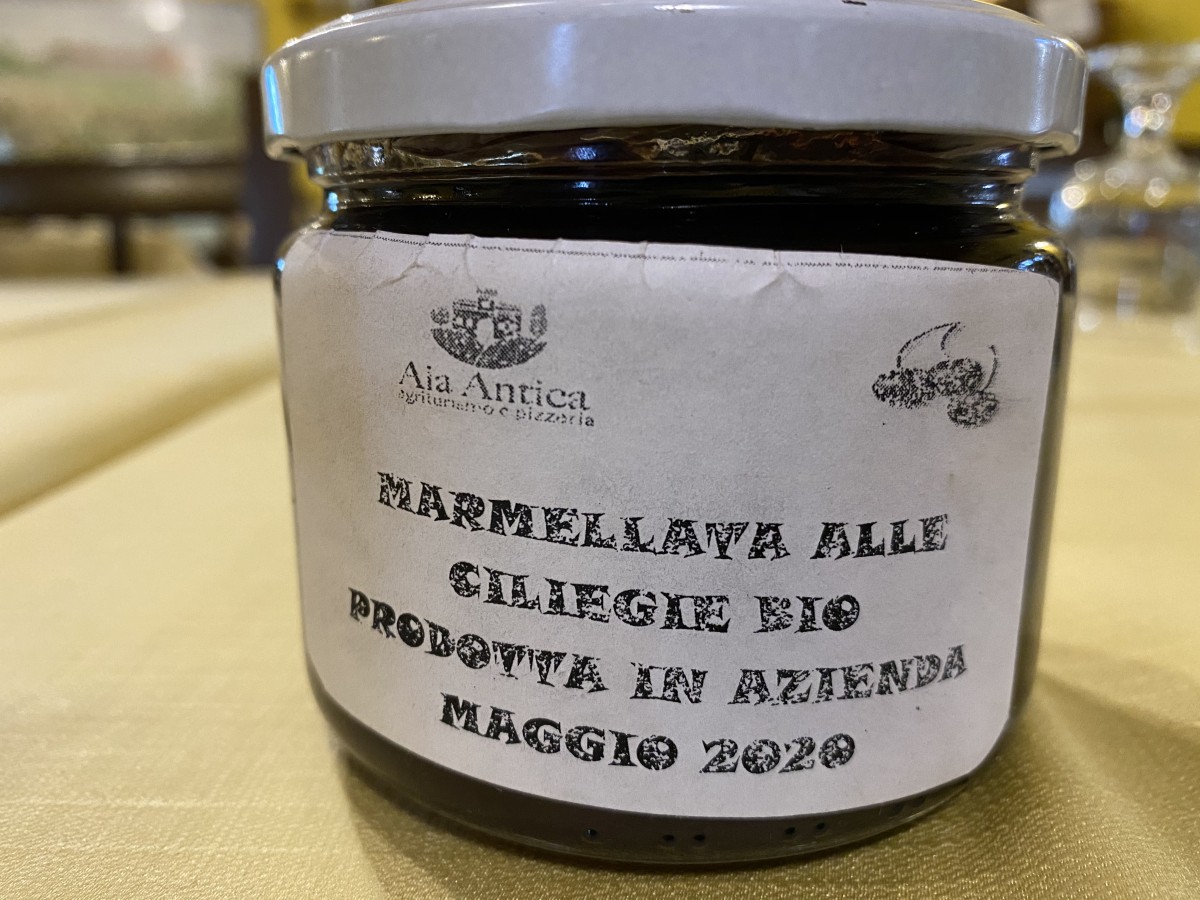 Aia Antica
agriturismo e pizzeria
MARMELLATA ALLE
CILIEGIE BIO
PRODOTTA IN AZIENDA
MAGGIO 2020